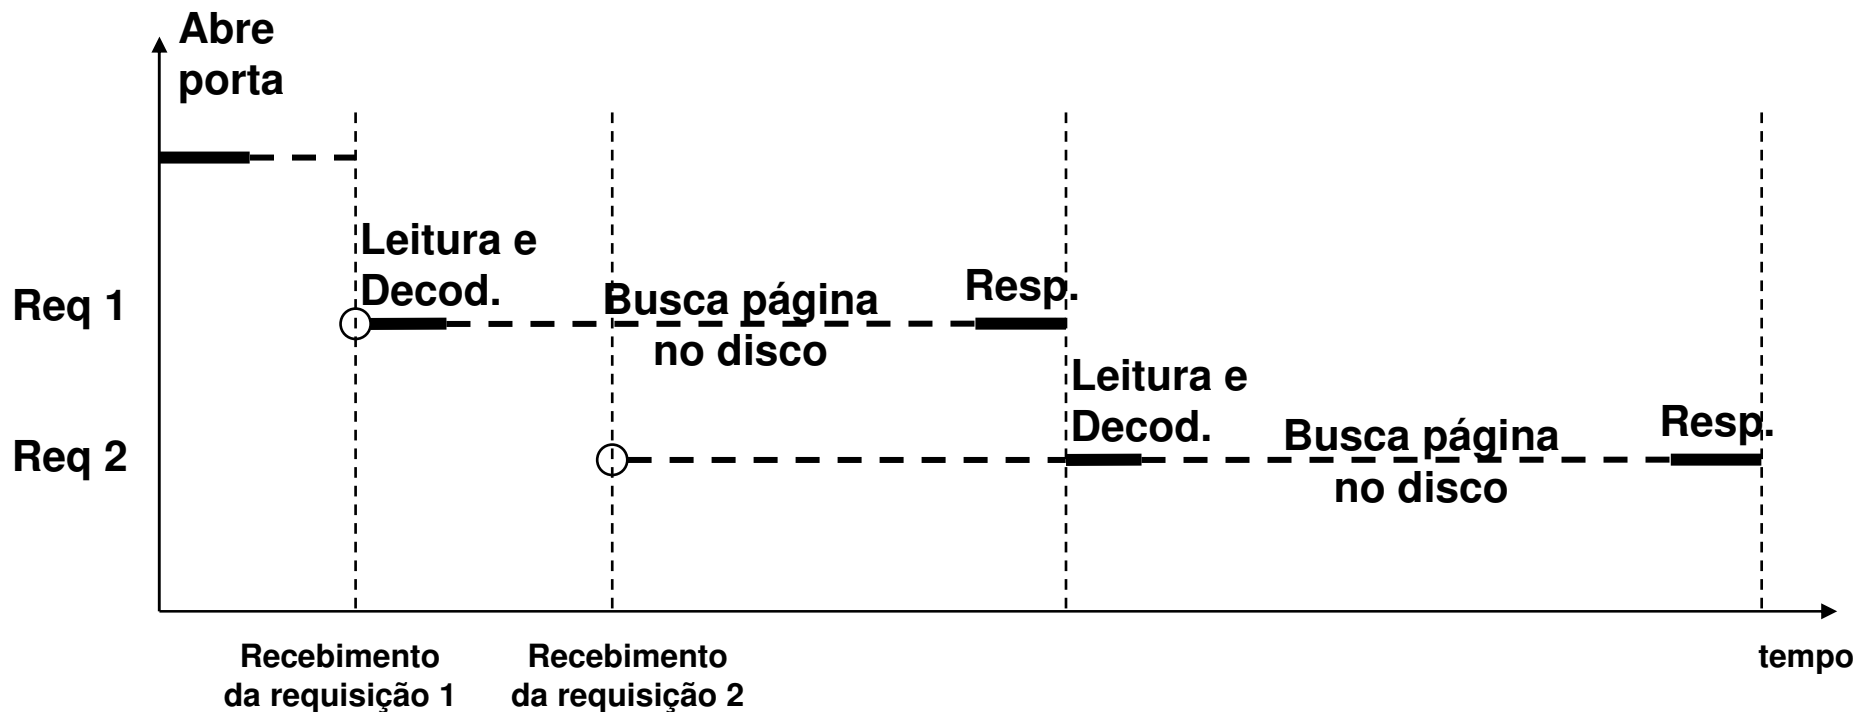 Abre
porta
Leitura e
Decod.
Req 1
Busca página
no disco
Resp.
Leitura e
Decod.
Req 2
Busca página
no disco
Resp.
Recebimento
da requisição 1
Recebimento
da requisição 2
tempo